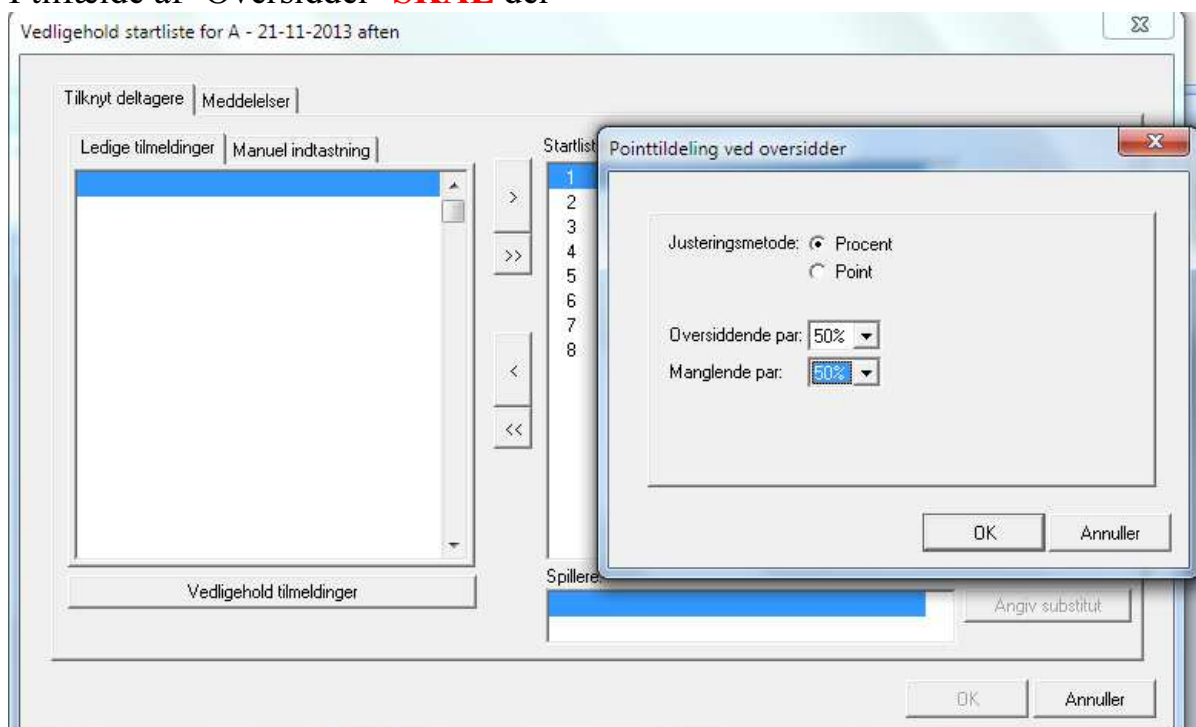 I tilfælde af "Oversidder" SKAL der
Vedligehold startliste for A - 21-11-2013 aften
Tilknyt deltagere
Meddelelser
Ledige tilmeldinger
Manuel indtastning
>
>>
<
<<
Vedligehold tilmeldinger
Startlist
1
2
3
4
5
6
7
8
Spillere
Angiv substitut
OK
Annuller
Pointtildeling ved oversidder
Justeringsmetode:
Procent
Point
Oversiddende par: 50%
Manglende par: 50%
OK
Annuller